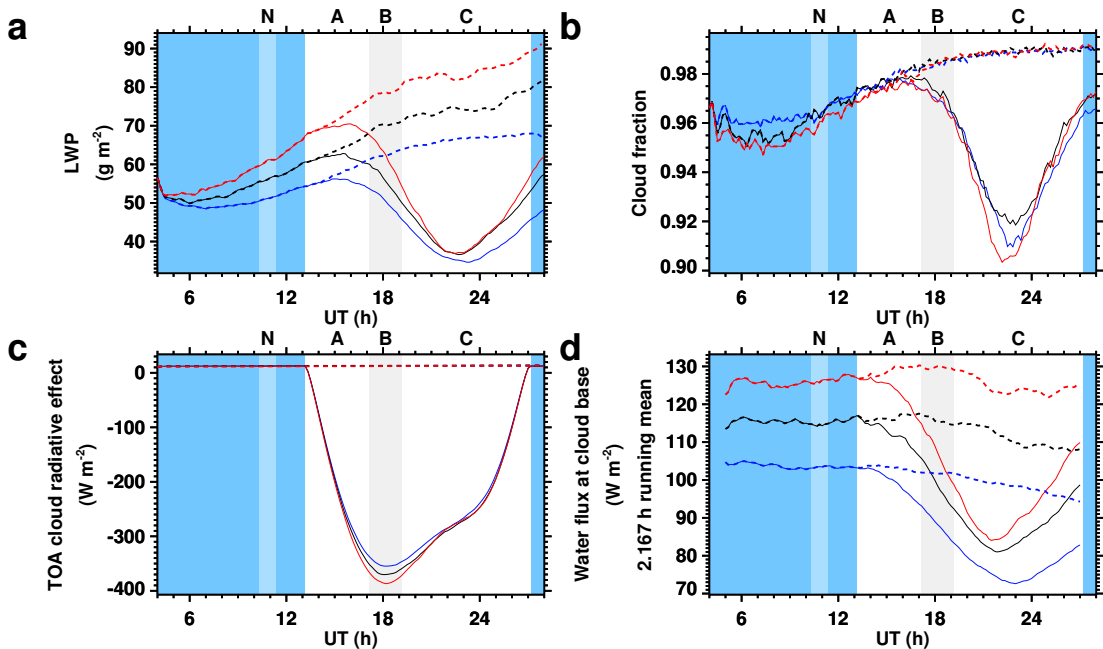 a
N A B C
LWP
(g m-2)
90
80
70
60
50
40
6 12 18 24
UT (h)
b
N A B C
Cloud fraction
0.98
0.96
0.94
0.92
0.90
6 12 18 24
UT (h)
c
N A B C
TOA cloud radiative effect
(W m-2)
0
-100
-200
-300
-400
6 12 18 24
UT (h)
d
N A B C
Water flux at cloud base
2.167 h running mean
(W m-2)
130
120
110
100
90
80
70
6 12 18 24
UT (h)